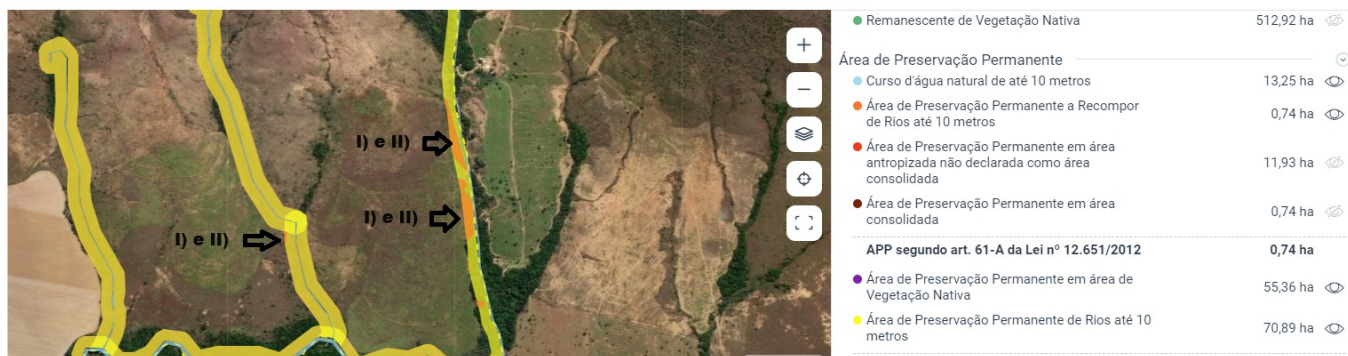 Remanescente de Vegetação Nativa 512,92 ha
Área de Preservação Permanente
Curso d'água natural de até 10 metros 13,25 ha
Área de Preservação Permanente a Recompor
de Rios até 10 metros 0,74 ha
Área de Preservação Permanente em área
antropizada não declarada como área 11,93 ha
consolidada
Área de Preservação Permanente em área
consolidada 0,74 ha
APP segundo art. 61-A da Lei nº 12.651/2012 0,74 ha
Área de Preservação Permanente em área de
Vegetação Nativa 55,36 ha
Área de Preservação Permanente de Rios até 10
metros 70,89 ha
I) e II)
I) e II)
I) e II)